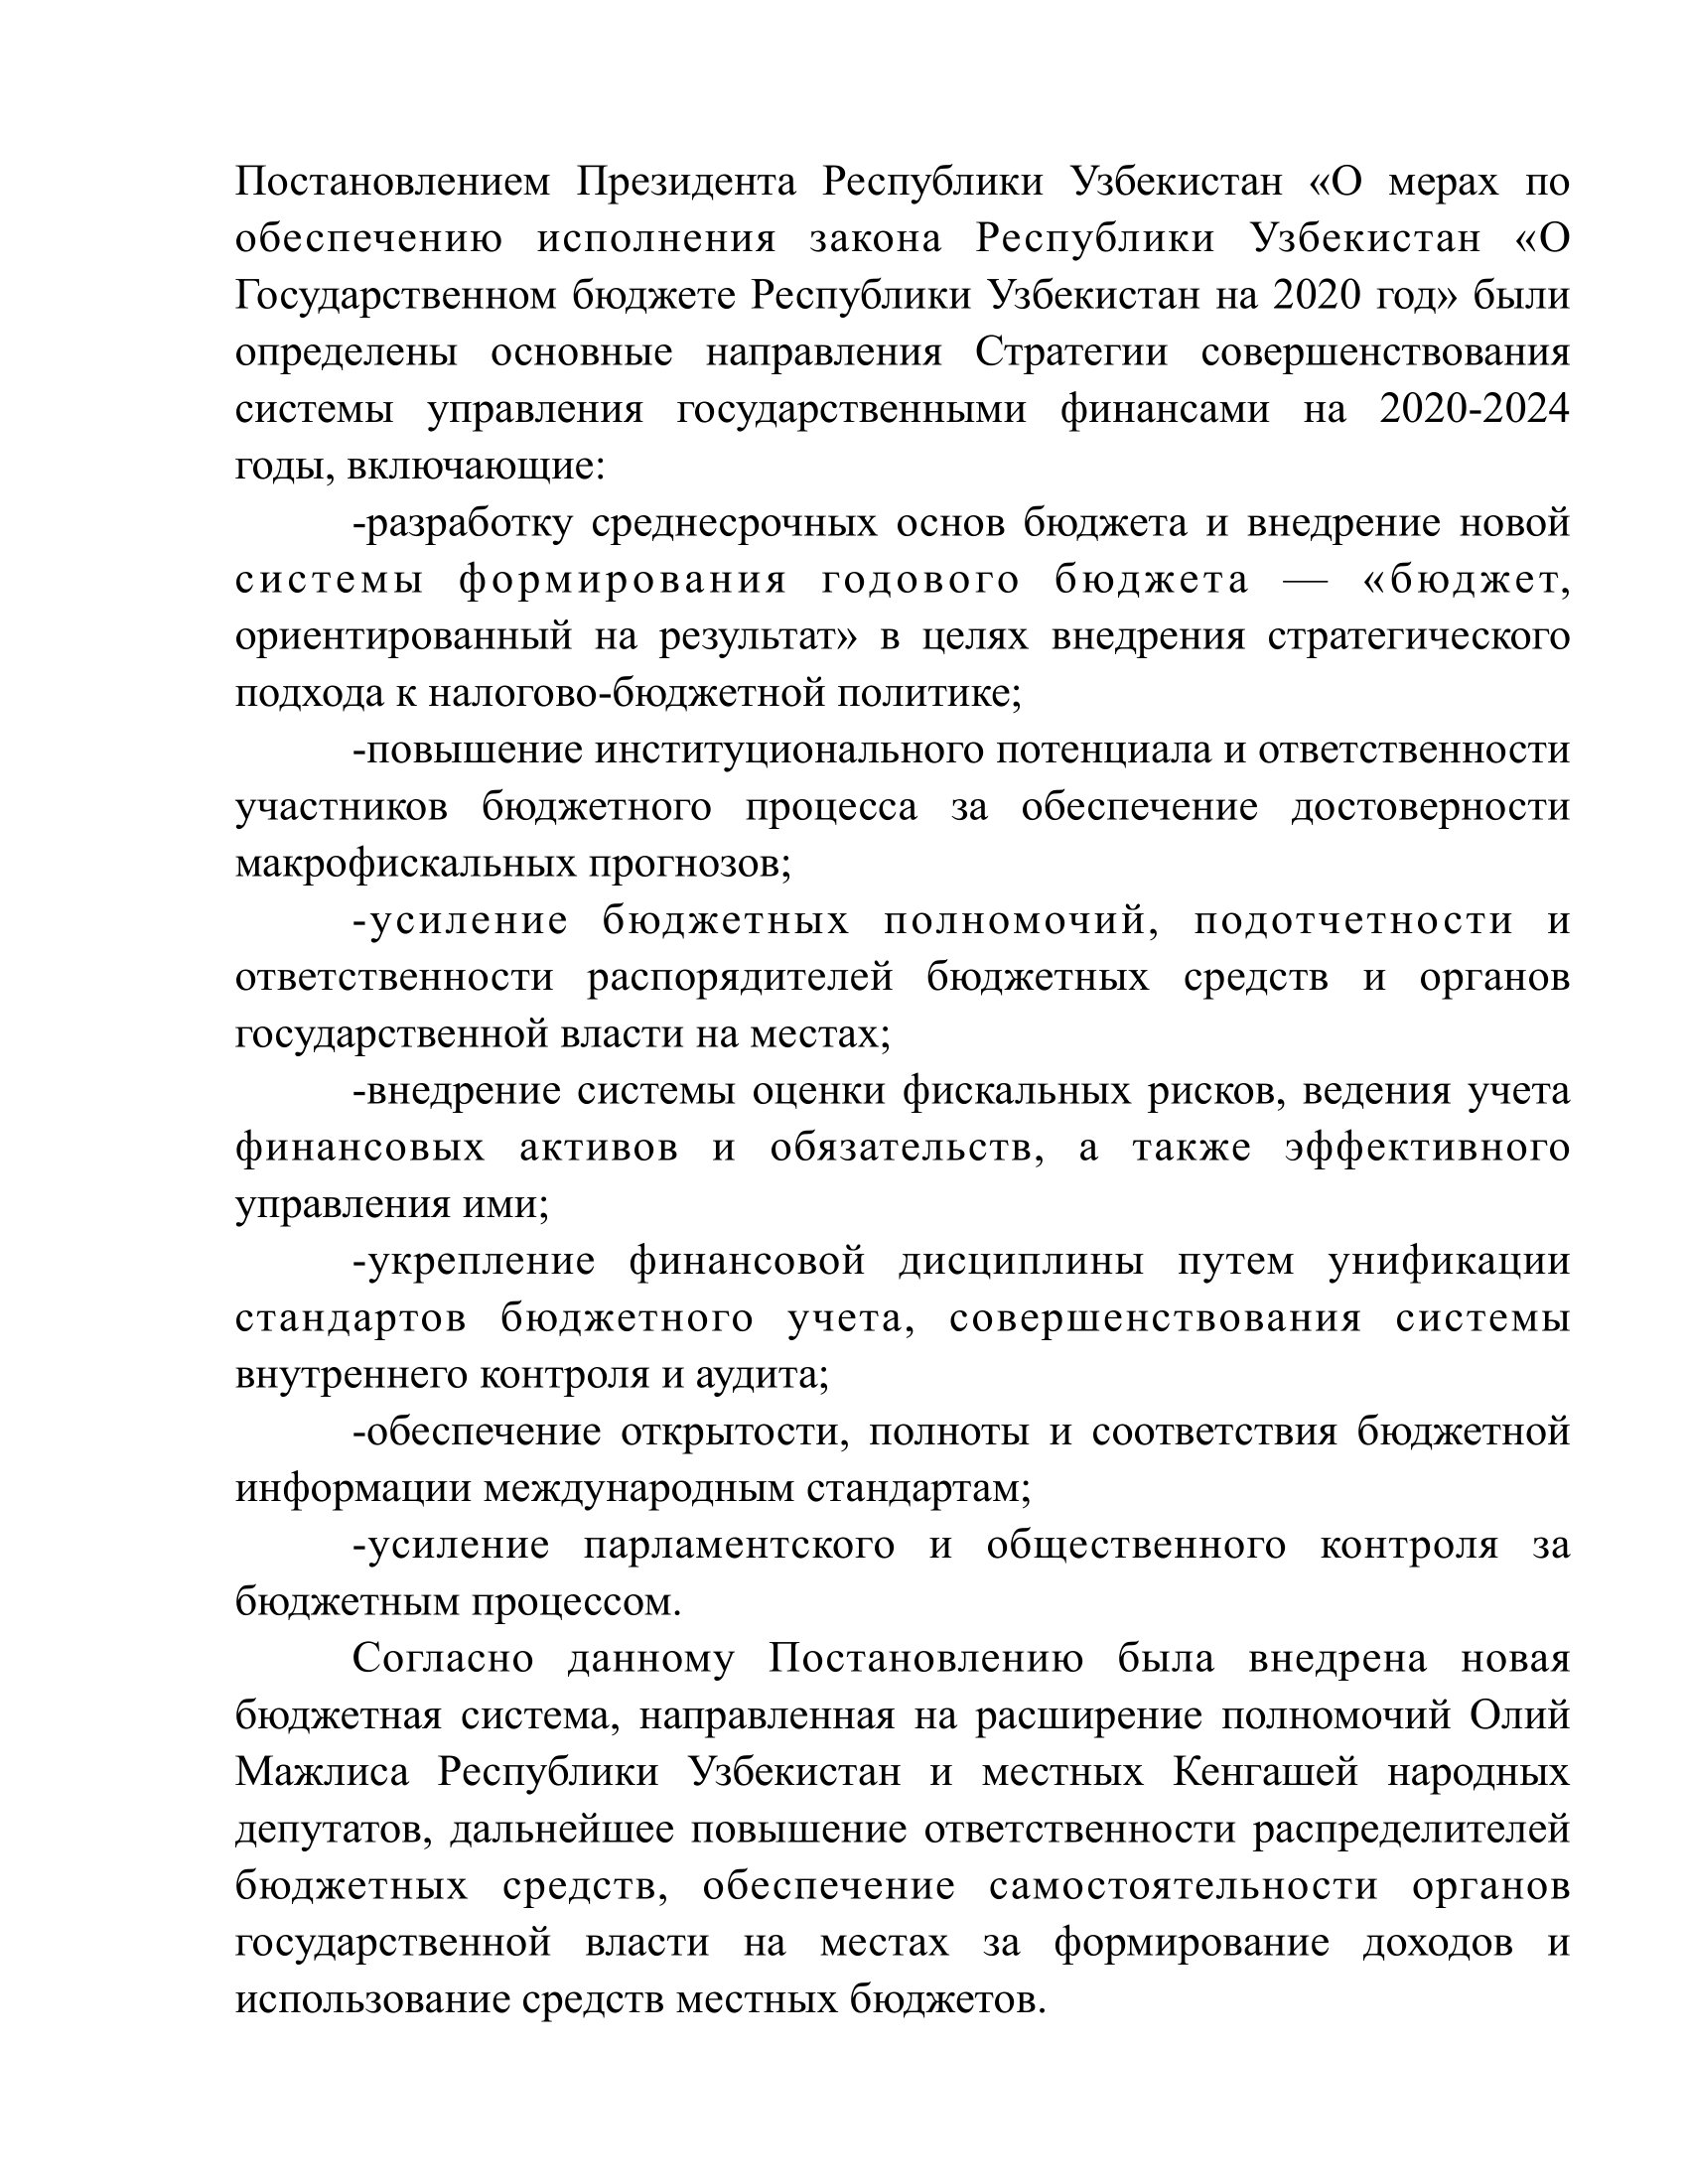 Постановлением Президента Республики Узбекистан «О мерах по
обеспечению исполнения закона Республики Узбекистан «О
Государственном бюджете Республики Узбекистан на 2020 год» были
определены основные направления Стратегии совершенствования
системы управления государственными финансами на 2020-2024
годы, включающие:
-разработку среднесрочных основ бюджета и внедрение новой
системы формирования годового бюджета — «бюджет,
ориентированный на результат» в целях внедрения стратегического
подхода к налогово-бюджетной политике;
-повышение институционального потенциала и ответственности
участников бюджетного процесса за обеспечение достоверности
макрофискальных прогнозов;
-усиление бюджетных полномочий, подотчетности и
ответственности распорядителей бюджетных средств и органов
государственной власти на местах;
-внедрение системы оценки фискальных рисков, ведения учета
финансовых активов и обязательств, а также эффективного
управления ими;
-укрепление финансовой дисциплины путем унификации
стандартов бюджетного учета, совершенствования системы
внутреннего контроля и аудита;
-обеспечение открытости, полноты и соответствия бюджетной
информации международным стандартам;
-усиление парламентского и общественного контроля за
бюджетным процессом.
Согласно данному Постановлению была внедрена новая
бюджетная система, направленная на расширение полномочий Олий
Мажлиса Республики Узбекистан и местных Кенгашей народных
депутатов, дальнейшее повышение ответственности распределителей
бюджетных средств, обеспечение самостоятельности органов
государственной власти на местах за формирование доходов и
использование средств местных бюджетов.